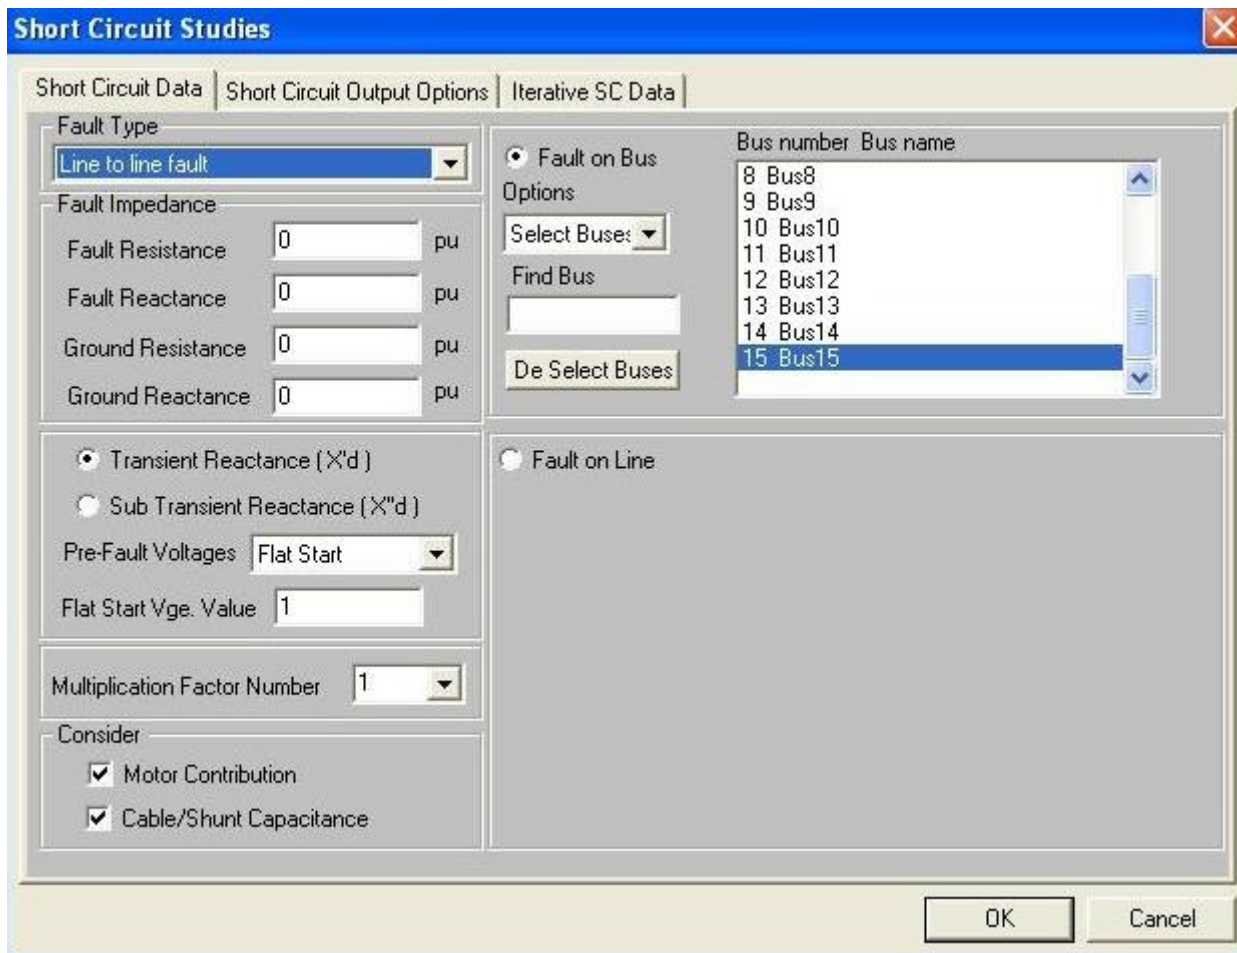 Short Circuit Studies
Short Circuit Data
Short Circuit Output Options
Iterative SC Data
Fault Type
Line to line fault
Fault Impedance
Fault Resistance 0 pu
Fault Reactance 0 pu
Ground Resistance 0 pu
Ground Reactance 0 pu
Transient Reactance ( X'd )
Sub Transient Reactance ( X''d )
Pre-Fault Voltages Flat Start
Flat Start Vge. Value 1
Multiplication Factor Number 1
Consider
Motor Contribution
Cable/Shunt Capacitance
Fault on Bus
Options
Select Buses
Find Bus
De Select Buses
Bus number Bus name
8 Bus8
9 Bus9
10 Bus10
11 Bus11
12 Bus12
13 Bus13
14 Bus14
15 Bus15
Fault on Line
OK
Cancel